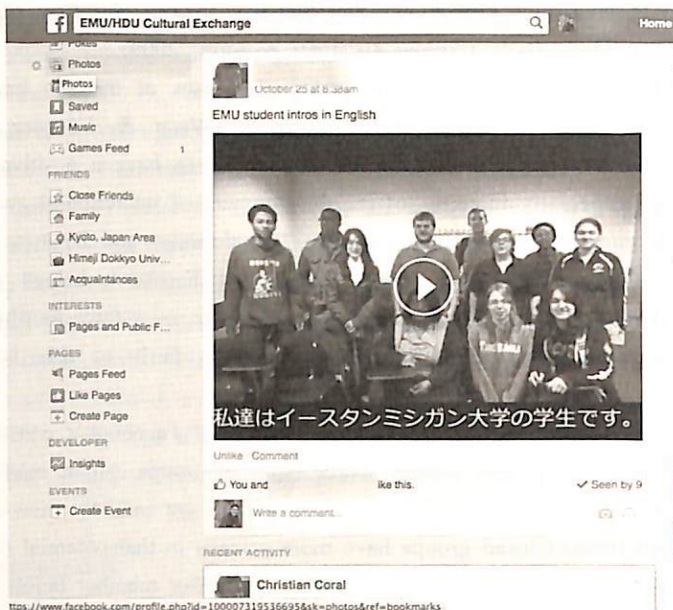 EMU/HDU Cultural Exchange
Home
Pokes
Photos
Photos
Saved
Music
Games Feed 1
FRIENDS
Close Friends
Family
Kyoto, Japan Area
Himeji Dokkyo Univ...
Acquaintances
INTERESTS
Pages and Public F...
PAGES
Pages Feed
Like Pages
Create Page
DEVELOPER
Insights
EVENTS
Create Event
October 25 at 8:38am
EMU student intros in English
私達はイースタンミシガン大学の学生です。
Unlike Comment
You and like this.
Seen by 9
Write a comment...
RECENT ACTIVITY
Christian Coral
ttps://www.facebook.com/profile.php?id=100007319536695&sk=photos&ref=bookmarks